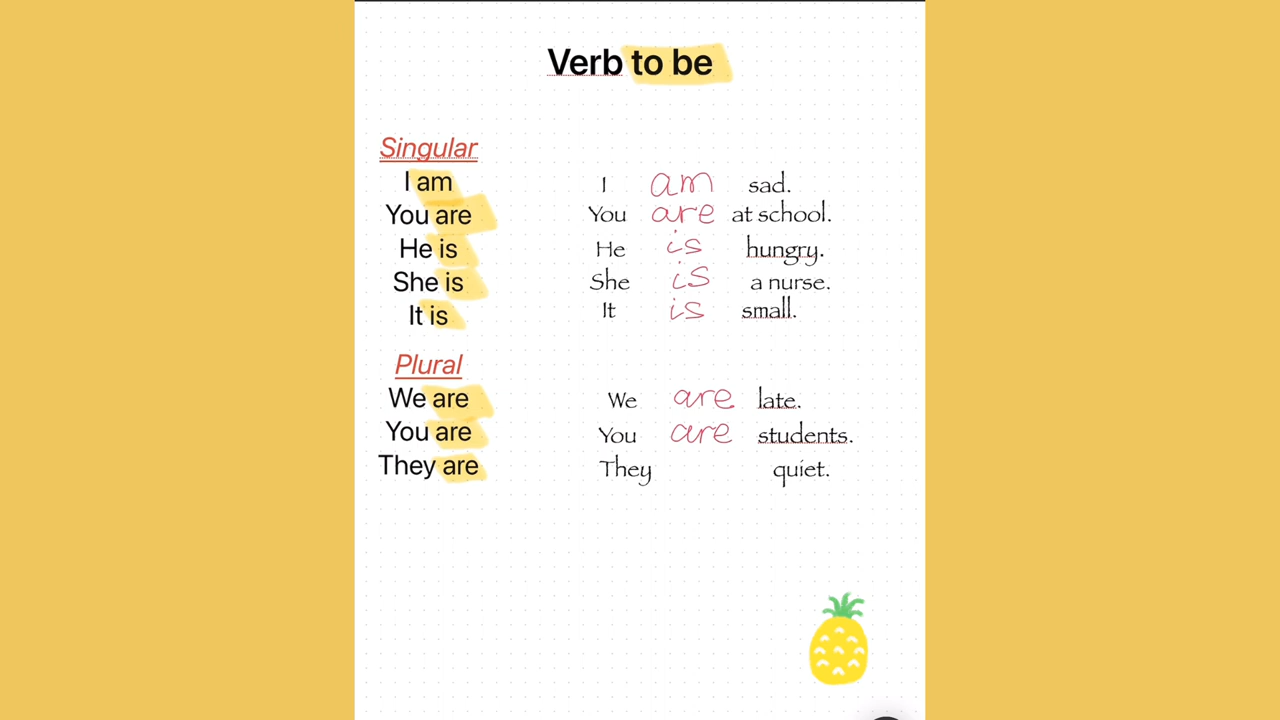 Verb to be
Singular
I am
You are
He is
She is
It is
I am sad.
You are at school.
He is hungry.
She is a nurse.
It is small.
Plural
We are
You are
They are
We are late.
You are students.
They quiet.